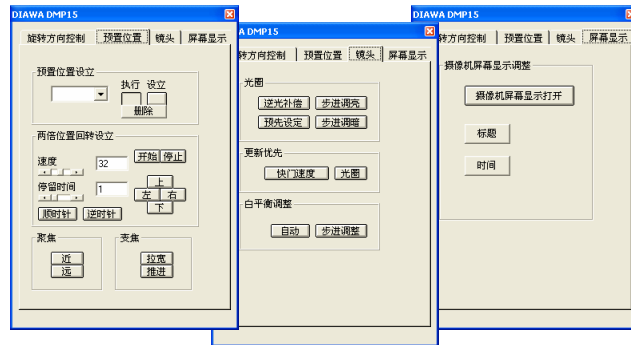 DIAWA DMP15
旋转方向控制 预置位置 镜头 屏幕显示
预置位置设立
执行 设立
删除
两倍位置回转设立
速度 32 开始 停止
停留时间 1
上
左 右
下
顺时针 逆时针
聚焦
近
远
变焦
拉宽
推进
A DMP15
转方向控制 预置位置 镜头 屏幕显示
光圈
逆光补偿 步进调亮
预先设定 步进调暗
更新优先
快门速度 光圈
白平衡调整
自动 步进调整
DIAWA DMP15
转方向控制 预置位置 镜头 屏幕显示
摄像机屏幕显示调整
摄像机屏幕显示打开
标题
时间